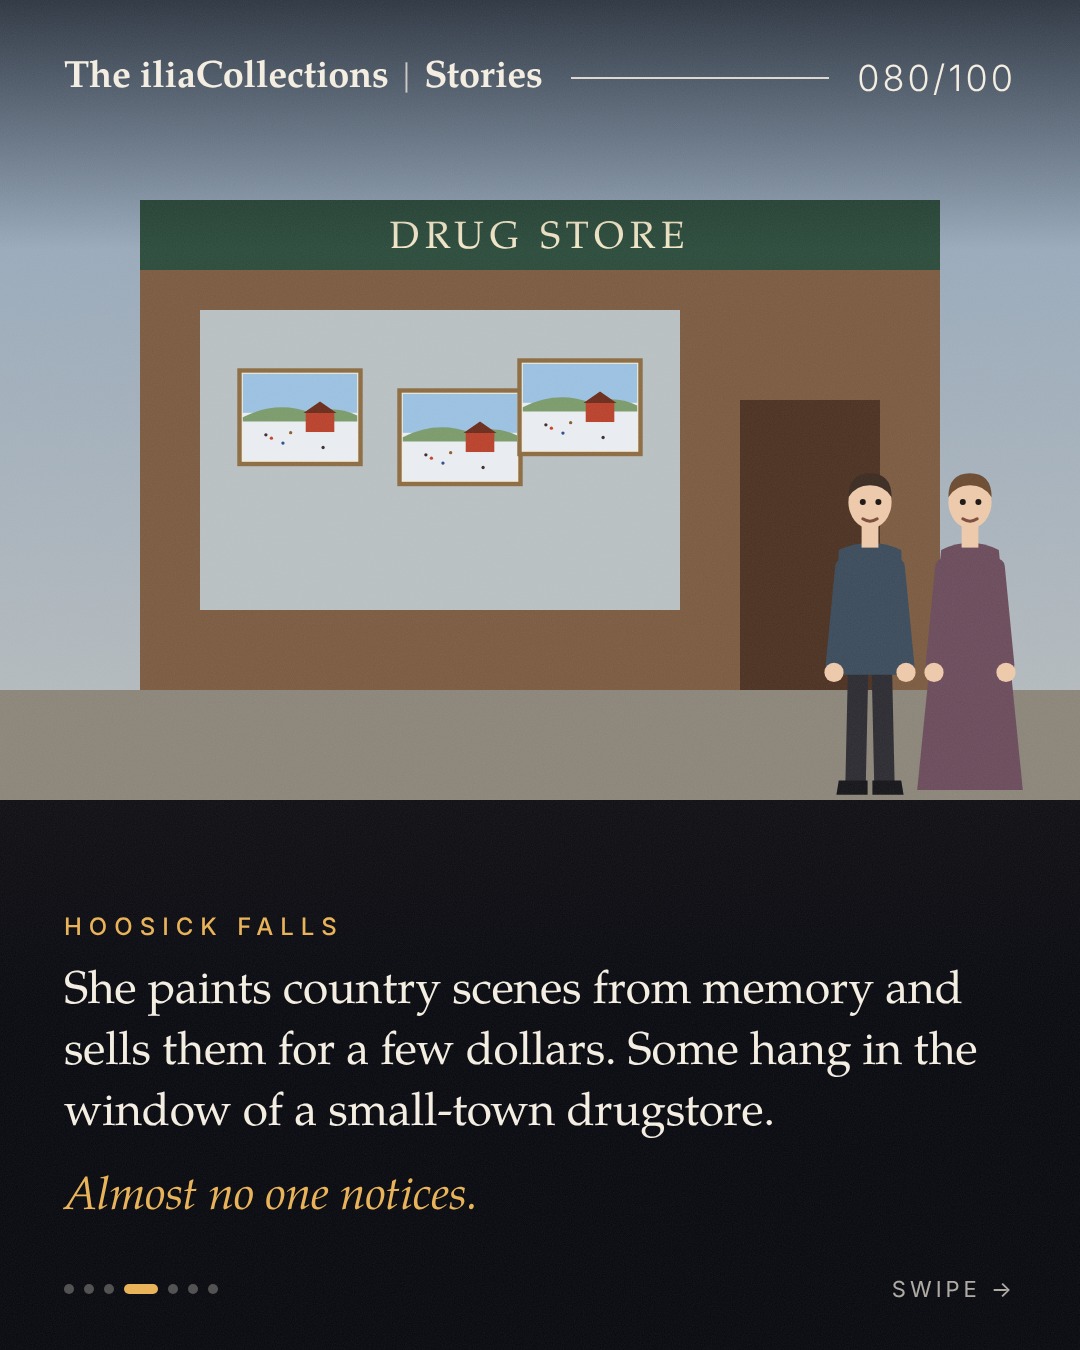 The iliaCollections | Stories 080/100
DRUG STORE
HOOSICK FALLS
She paints country scenes from memory and
sells them for a few dollars. Some hang in the
window of a small-town drugstore.
Almost no one notices.
SWIPE →